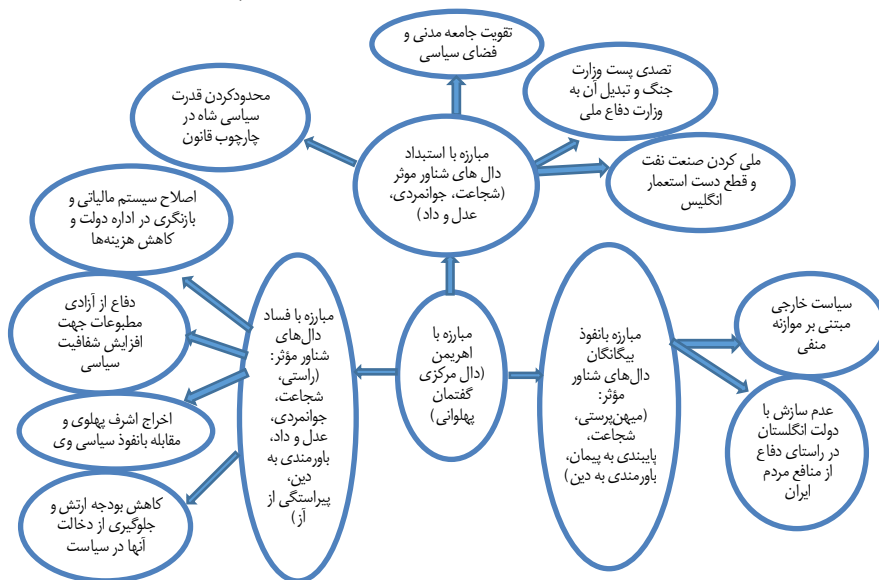 تقویت جامعه مدنی و
فضای سیاسی
تصدی پست وزارت
جنگ و تبدیل آن به
وزارت دفاع ملی
محدودکردن قدرت
سیاسی شاه در
چارچوب قانون
مبارزه با استبداد
دال های شناور موثر
(شجاعت، جوانمردی،
عدل و داد)
ملی کردن صنعت نفت
و قطع دست استعمار
انگلیس
اصلاح سیستم مالیاتی و
بازنگری در اداره دولت و
کاهش هزینه‌ها
دفاع از آزادی
مطبوعات جهت
افزایش شفافیت
سیاسی
اخراج اشرف پهلوی و
مقابله بانفوذ سیاسی وی
کاهش بودجه ارتش و
جلوگیری از دخالت
آنها در سیاست
مبارزه با فساد
دال‌های
شناور مؤثر:
(راستی،
شجاعت،
جوانمردی،
عدل و داد،
باورمندی به
دین،
پیراستگی از
آز)
مبارزه با
اهریمن
(دال مرکزی
گفتمان
پهلوانی)
مبارزه بانفوذ
بیگانگان
دال‌های شناور
مؤثر:
(میهن‌پرستی،
شجاعت،
پایبندی به پیمان،
باورمندی به دین)
سیاست خارجی
مبتنی بر موازنه
منفی
عدم سازش با
دولت انگلستان
در راستای دفاع
از منافع مردم
ایران